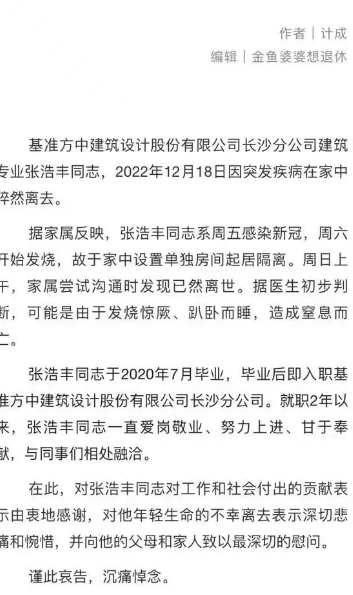 作者｜计成
编辑｜金鱼婆婆想退休
基准方中建筑设计股份有限公司长沙分公司建筑
专业张浩丰同志，2022年12月18日因突发疾病在家中
猝然离去。
据家属反映，张浩丰同志系周五感染新冠，周六
开始发烧，故于家中设置单独房间起居隔离。周日上
午，家属尝试沟通时发现已然离世。据医生初步判
断，可能是由于发烧惊厥、趴卧而睡，造成窒息而
亡。
张浩丰同志于2020年7月毕业，毕业后即入职基
准方中建筑设计股份有限公司长沙分公司。就职2年以
来，张浩丰同志一直爱岗敬业、努力上进、甘于奉
献，与同事们相处融洽。
在此，对张浩丰同志对工作和社会付出的贡献表
示由衷地感谢，对他年轻生命的不幸离去表示深切悲
痛和惋惜，并向他的父母和家人致以最深切的慰问。
谨此哀告，沉痛悼念。